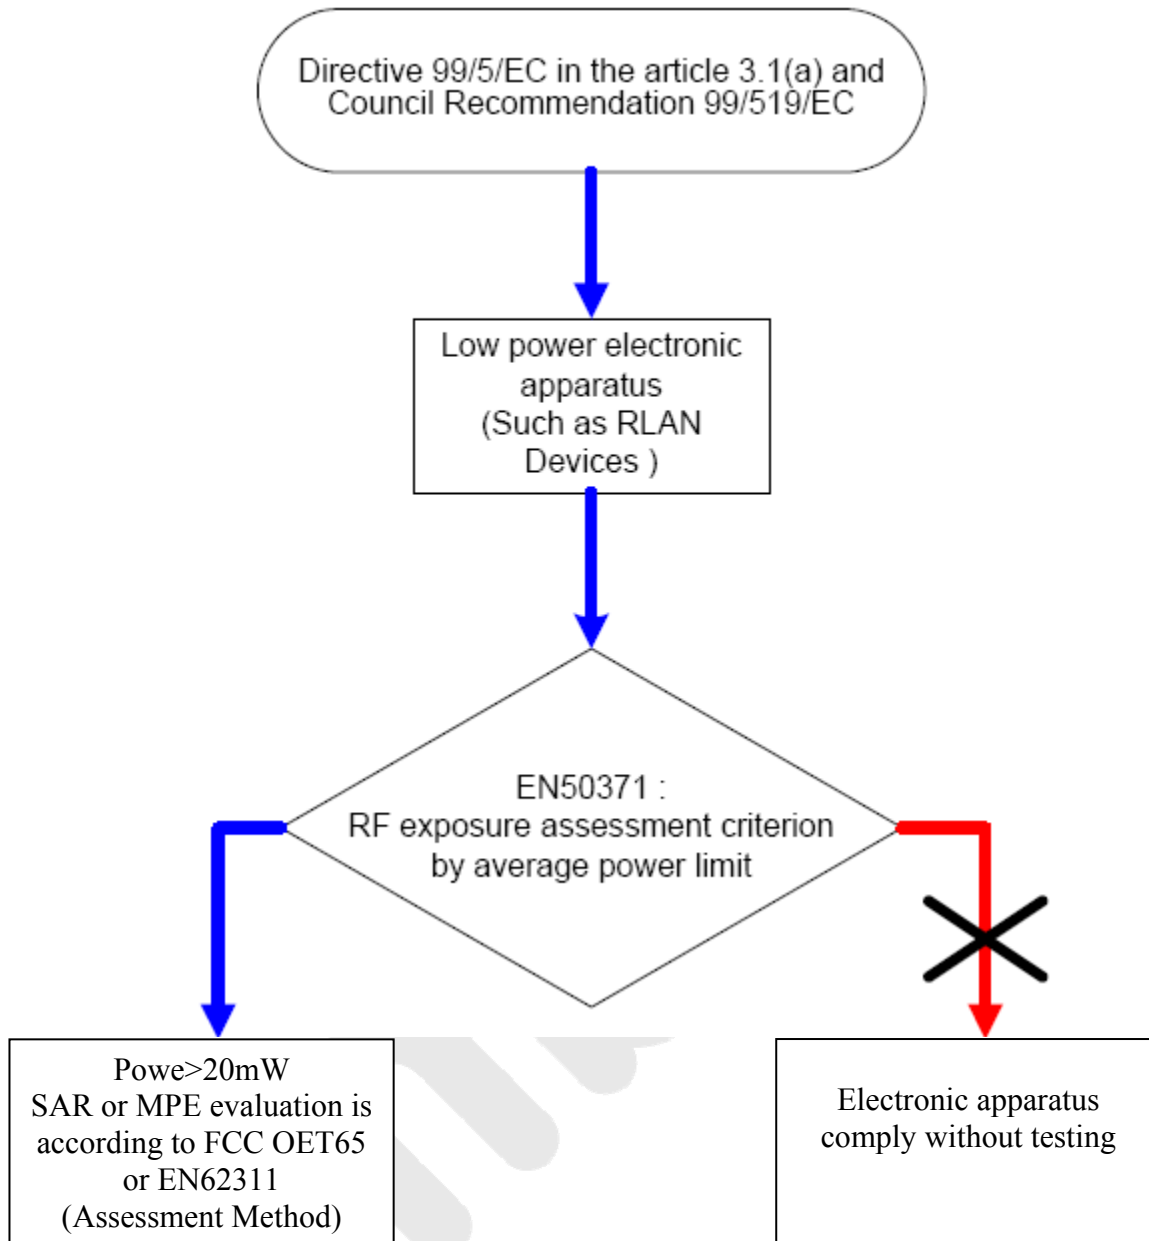 Directive 99/5/EC in the article 3.1(a) and
Council Recommendation 99/519/EC
Low power electronic
apparatus
(Such as RLAN
Devices )
EN50371 :
RF exposure assessment criterion
by average power limit
Powe>20mW
SAR or MPE evaluation is
according to FCC OET65
or EN62311
(Assessment Method)
Electronic apparatus
comply without testing